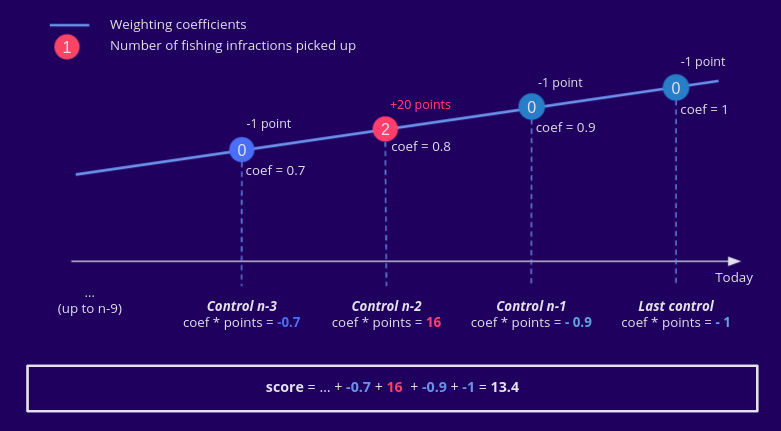 Weighting coefficients
1 Number of fishing infractions picked up
-1 point
-1 point
+20 points
-1 point
0
0
2
0
coef = 1
coef = 0.9
coef = 0.8
coef = 0.7
Today
...
(up to n-9)
Control n-3
coef * points = -0.7
Control n-2
coef * points = 16
Control n-1
coef * points = - 0.9
Last control
coef * points = - 1
score = ... + -0.7 + 16 + -0.9 + -1 = 13.4